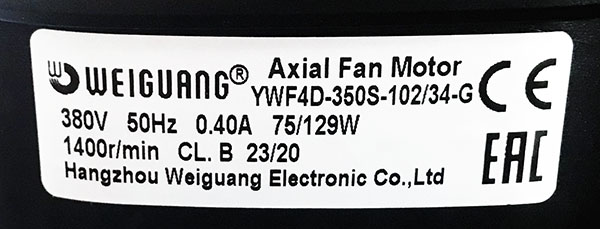 WEIGUANG® Axial Fan Motor
YWF4D-350S-102/34-G CE
380V 50Hz 0.40A 75/129W
1400r/min CL. B 23/20 EAC
Hangzhou Weiguang Electronic Co.,Ltd